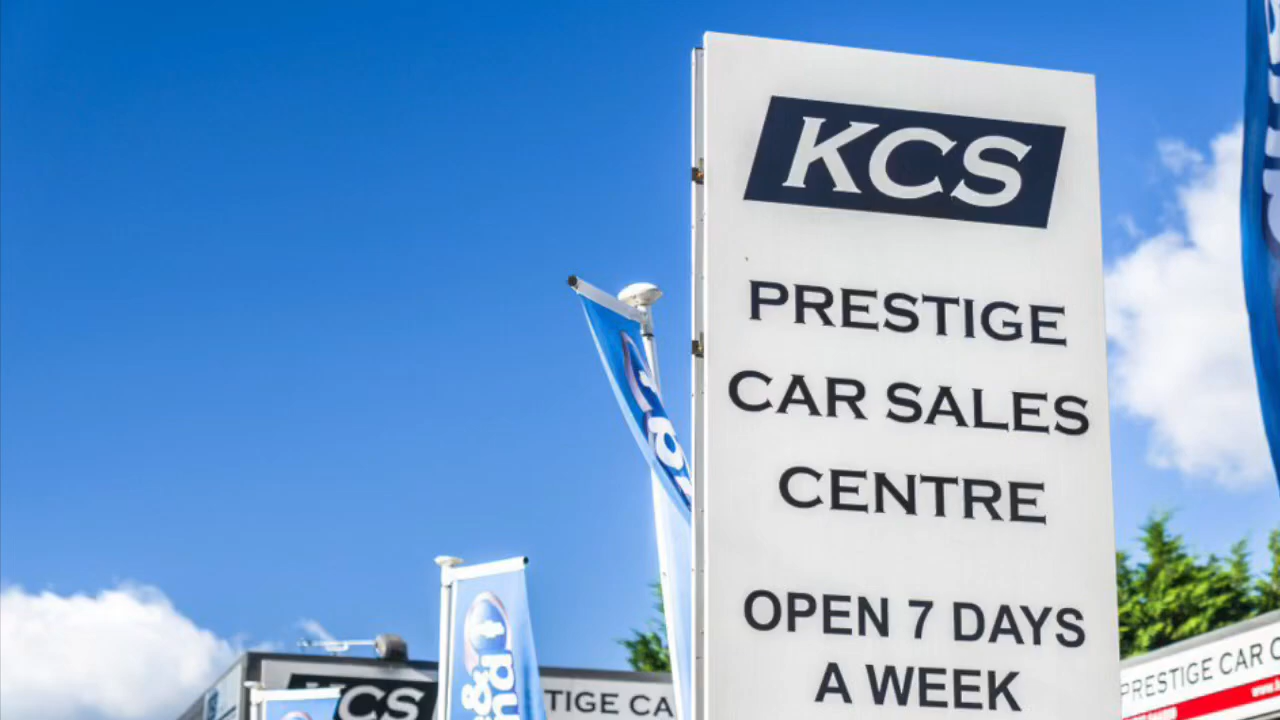 KCS
PRESTIGE
CAR SALES
CENTRE
OPEN 7 DAYS
A WEEK
KCS
TIGE CA
PRESTIGE CAR C